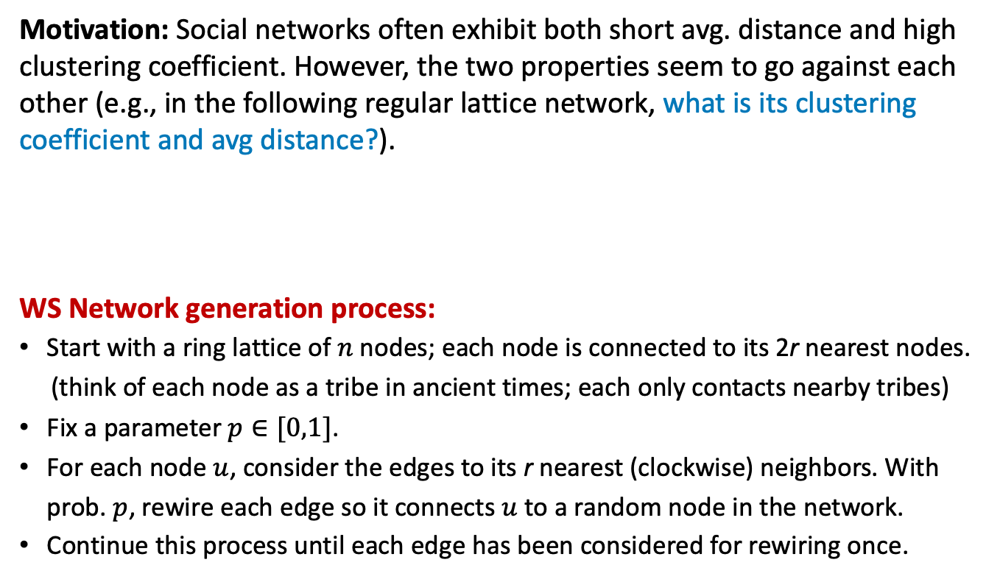 Motivation: Social networks often exhibit both short avg. distance and high
clustering coefficient. However, the two properties seem to go against each
other (e.g., in the following regular lattice network, what is its clustering
coefficient and avg distance?).
WS Network generation process:
• Start with a ring lattice of n nodes; each node is connected to its 2r nearest nodes.
(think of each node as a tribe in ancient times; each only contacts nearby tribes)
• Fix a parameter p ∈ [0,1].
• For each node u, consider the edges to its r nearest (clockwise) neighbors. With
prob. p, rewire each edge so it connects u to a random node in the network.
• Continue this process until each edge has been considered for rewiring once.